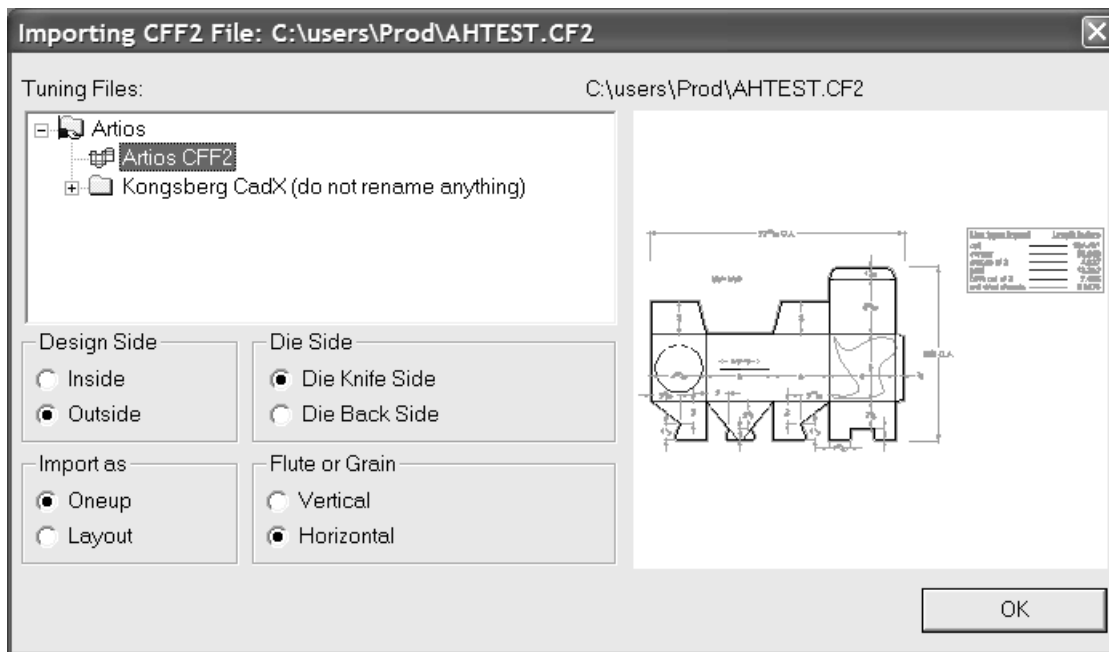 Importing CFF2 File: C:\users\Prod\AHTEST.CF2
Tuning Files:
C:\users\Prod\AHTEST.CF2
Artios
Artios CFF2
Kongsberg CadX (do not rename anything)
Design Side
Inside
Outside
Die Side
Die Knife Side
Die Back Side
Import as
Oneup
Layout
Flute or Grain
Vertical
Horizontal
OK